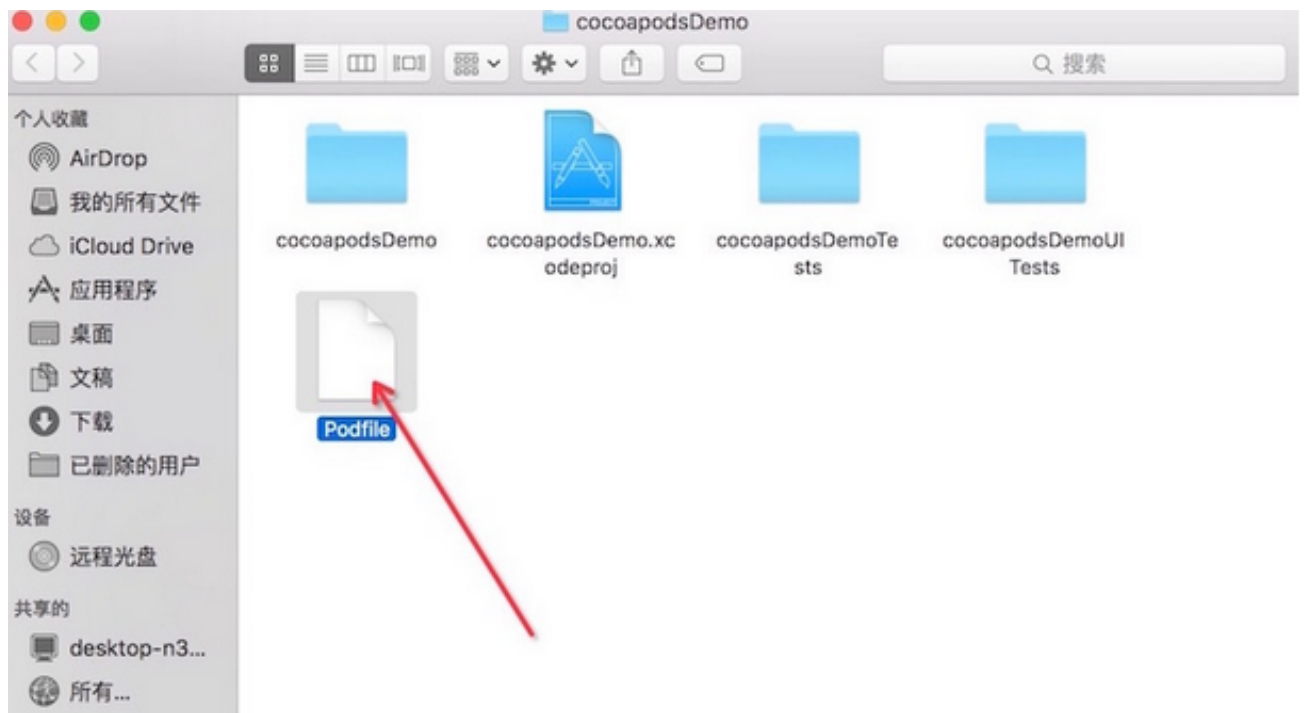 cocoapodsDemo
搜索
个人收藏
AirDrop
我的所有文件
iCloud Drive
应用程序
桌面
文稿
下载
已删除的用户
设备
远程光盘
共享的
desktop-n3...
所有...
cocoapodsDemo
cocoapodsDemo.xc
odeproj
cocoapodsDemoTe
sts
cocoapodsDemoUI
Tests
Podfile